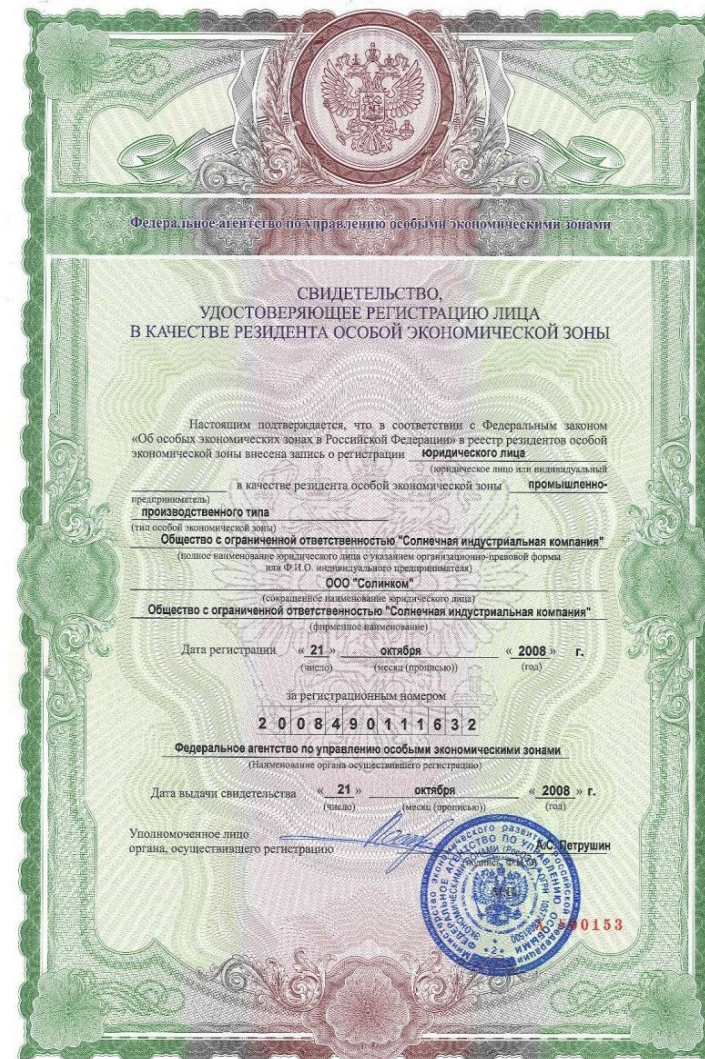 Федеральное агентство по управлению особыми экономическими зонами
СВИДЕТЕЛЬСТВО,
УДОСТОВЕРЯЮЩЕЕ РЕГИСТРАЦИЮ ЛИЦА
В КАЧЕСТВЕ РЕЗИДЕНТА ОСОБОЙ ЭКОНОМИЧЕСКОЙ ЗОНЫ
Настоящим подтверждается, что в соответствии с Федеральным законом
«Об особых экономических зонах в Российской Федерации» в реестр резидентов особой
экономической зоны внесена запись о регистрации юридического лица
(юридическое лицо или индивидуальный
в качестве резидента особой экономической зоны промышленно-
предприниматель)
производственного типа
(тип особой экономической зоны)
Общество с ограниченной ответственностью "Солнечная индустриальная компания"
(полное наименование юридического лица с указанием организационно-правовой формы
или Ф.И.О. индивидуального предпринимателя)
ООО "Солинком"
(сокращенное наименование юридического лица)
Общество с ограниченной ответственностью "Солнечная индустриальная компания"
(фирменное наименование)
Дата регистрации « 21 » октября « 2008 » г.
(число) (месяц (прописью)) (год)
за регистрационным номером
2 0 0 8 4 9 0 1 1 1 6 3 2
Федеральное агентство по управлению особыми экономическими зонами
(Наименование органа осуществившего регистрацию)
Дата выдачи свидетельства « 21 » октября « 2008 » г.
(число) (месяц (прописью)) (год)
Уполномоченное лицо
органа, осуществившего регистрацию А.С. Петрушин